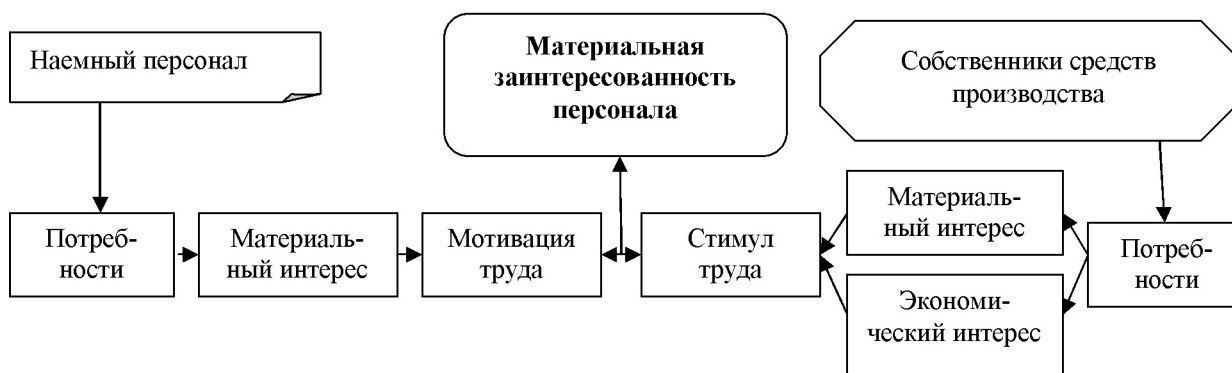 Наемный персонал
Материальная
заинтересованность
персонала
Собственники средств
производства
Потреб-
ности
Материаль-
ный интерес
Мотивация
труда
Стимул
труда
Материаль-
ный интерес
Экономи-
ческий интерес
Потреб-
ности